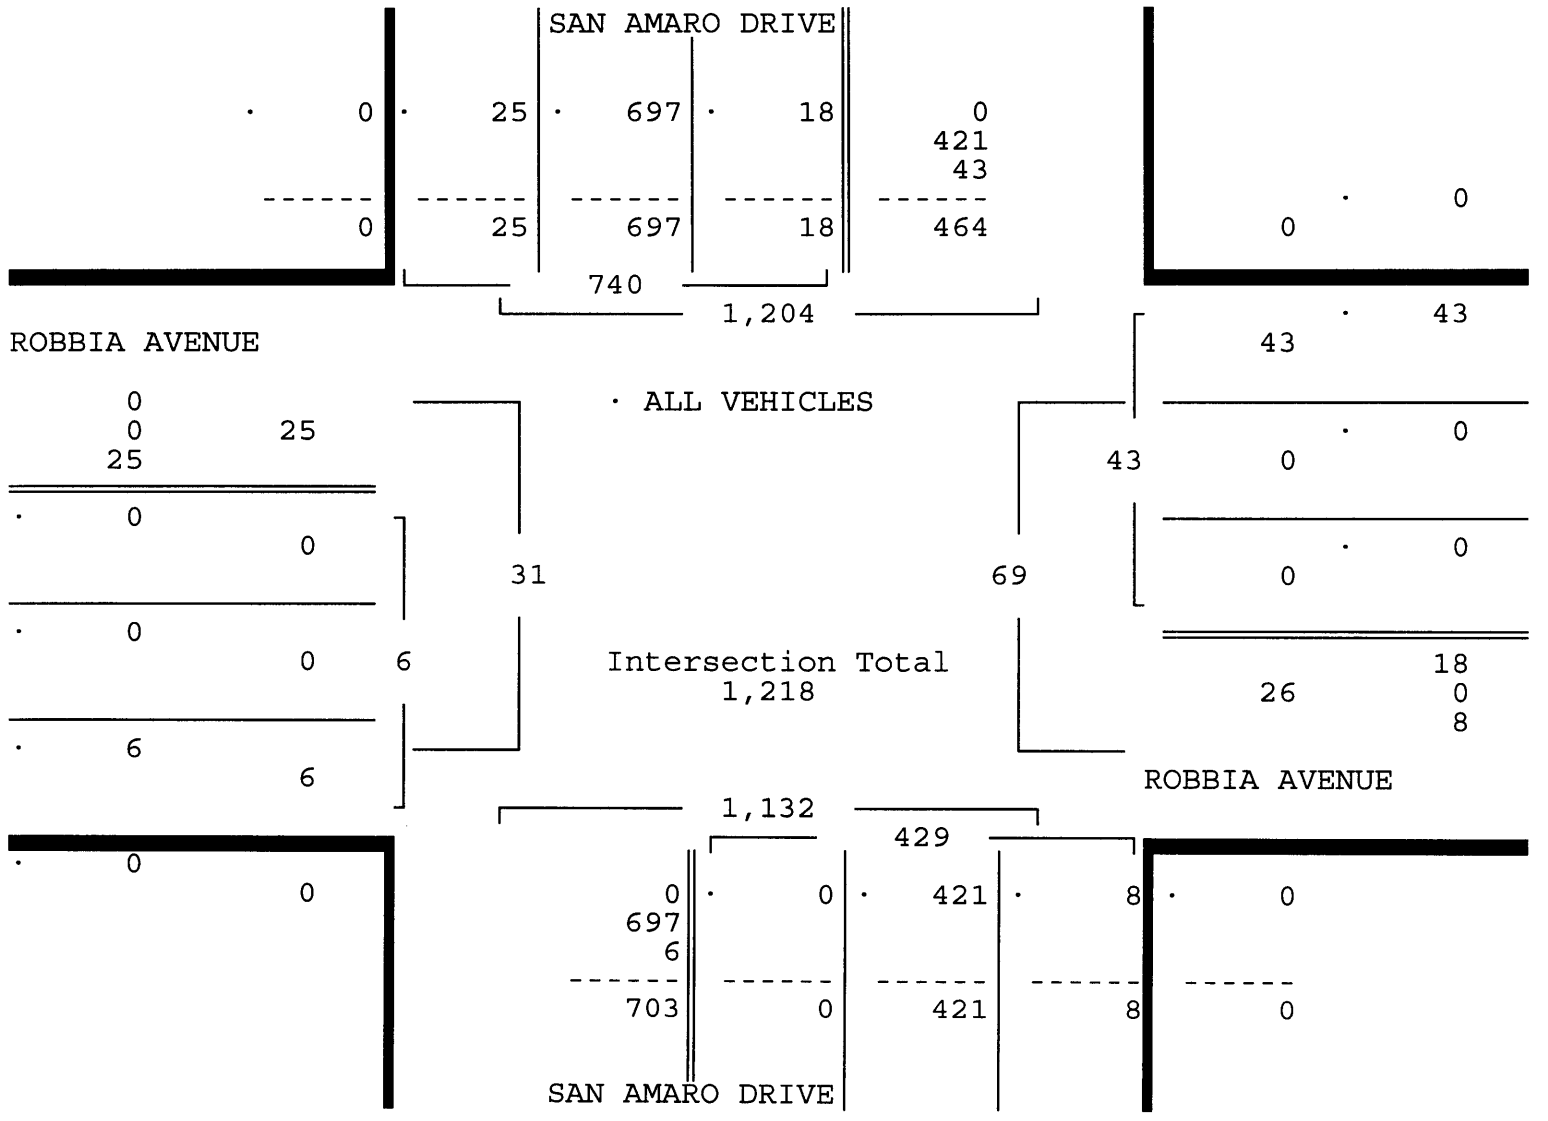 SAN AMARO DRIVE
· 0 · 25 · 697 · 18 0
421
43
------ ------ ------ ------ ------
· 0
0 25 697 18 464 0
740
1,204
· 43
ROBBIA AVENUE
43
0 · ALL VEHICLES
0 25 · 0
25 43 0
· 0
0 · 0
31 69 0
· 0
0 6 Intersection Total 18
1,218 26 0
8
· 6
6 ROBBIA AVENUE
1,132
429
· 0
0 0 · 0 · 421 · 8 · 0
697
6
------ ------ ------ ------ ------
703 0 421 8 0
SAN AMARO DRIVE